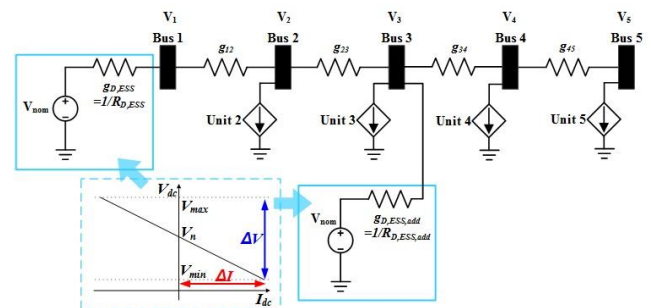 V1 V2 V3 V4 V5
Bus 1 g12 Bus 2 g23 Bus 3 g34 Bus 4 g45 Bus 5
gD,ESS
=1/RD,ESS
Vnom
+
-
Unit 2 Unit 3 Unit 4 Unit 5
Vdc
Vmax
Vn
ΔV
Vmin ΔI
Idc
Vnom
+
-
gD,ESS,add
=1/RD,ESS,add